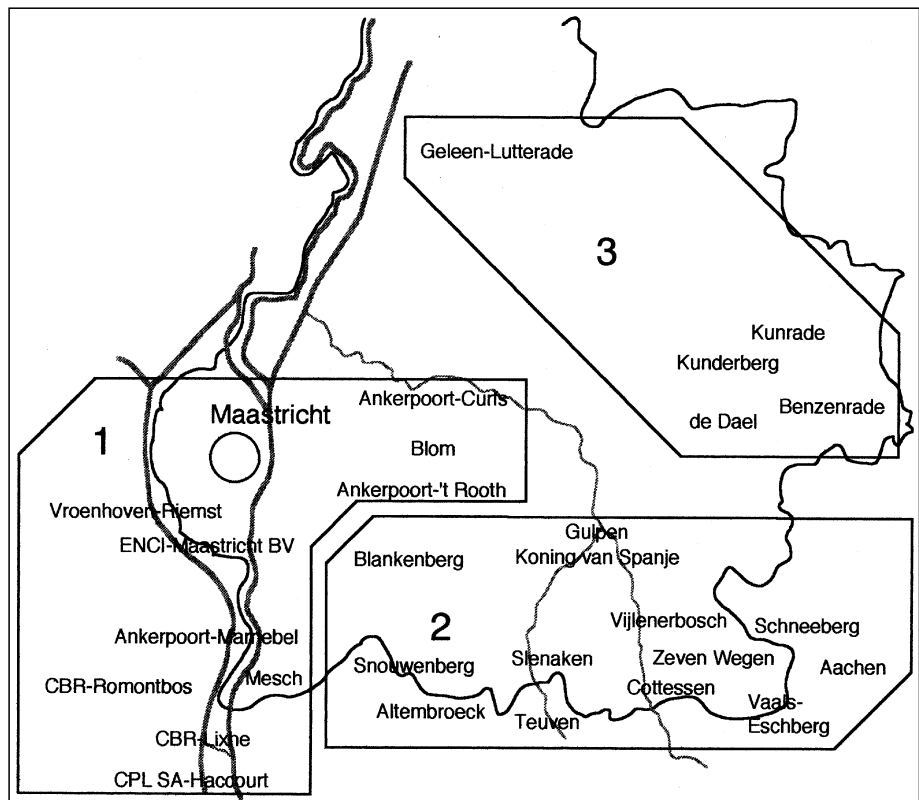 Geleen-Lutterade
3
Kunrade
Kunderberg
Benzenrade
de Dael
1
Maastricht
Ankerpoort-Curfs
Blom
Ankerpoort-'t Rooth
Vroenhoven-Riemst
ENCI-Maastricht BV
Ankerpoort-Marnebel
Mesch
CBR-Romontbos
CBR-Lixhe
CPL SA-Haccourt
2
Gulpen
Blankenberg
Koning van Spanje
Vijlenerbosch
Schneeberg
Snouwenberg
Slenaken
Zeven Wegen
Aachen
Cottessen
Altembroeck
Teuven
Vaals-
Eschberg